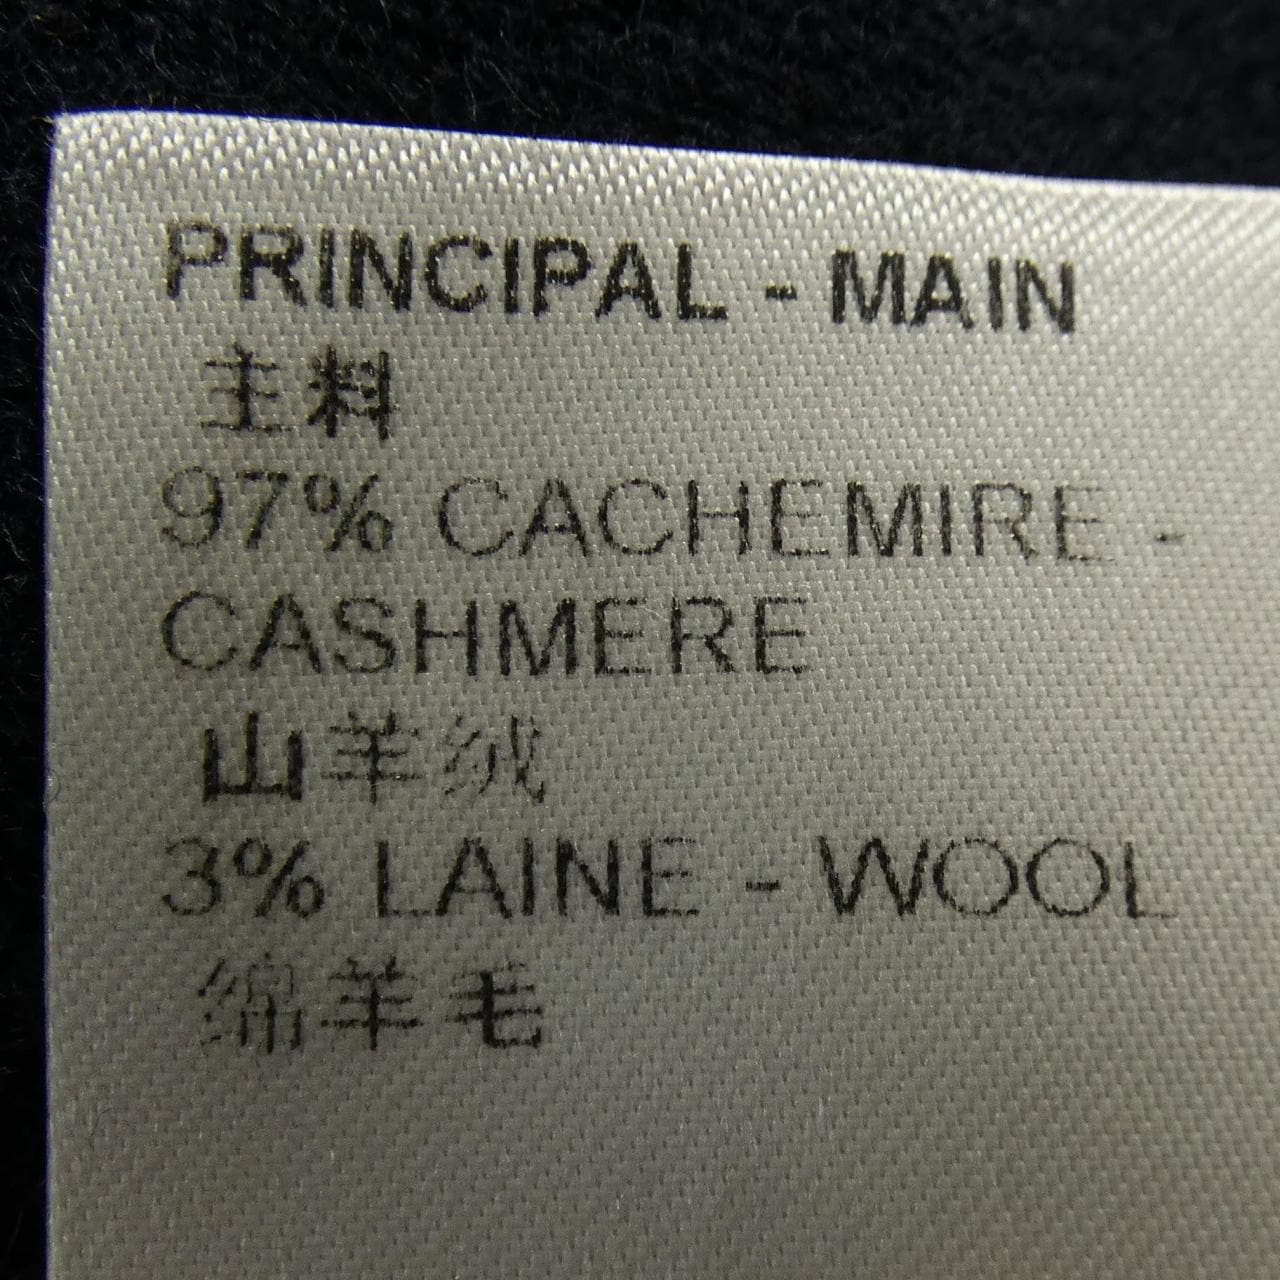 PRINCIPAL - MAIN
主料
97% CACHEMIRE -
CASHMERE
山羊绒
3% LAINE - WOOL
绵羊毛